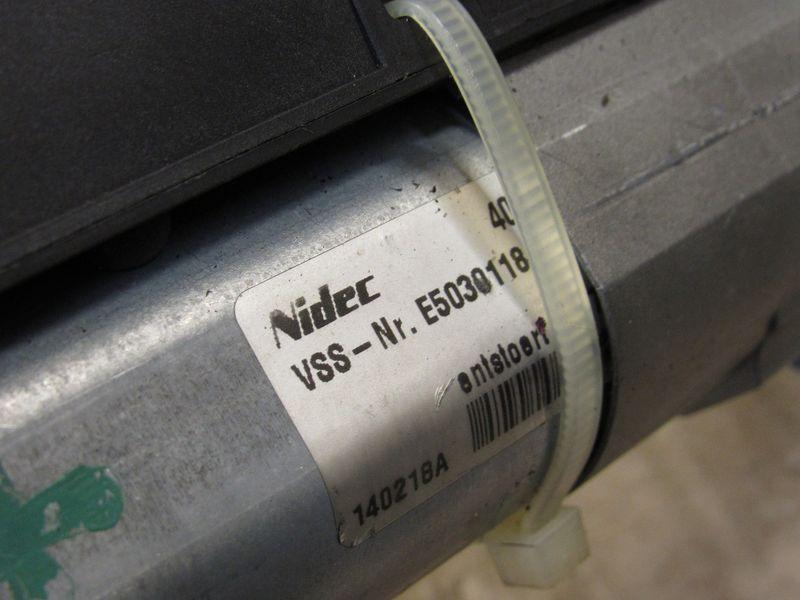 40
Nidec
VSS-Nr. E5030118
entstoert
140218A